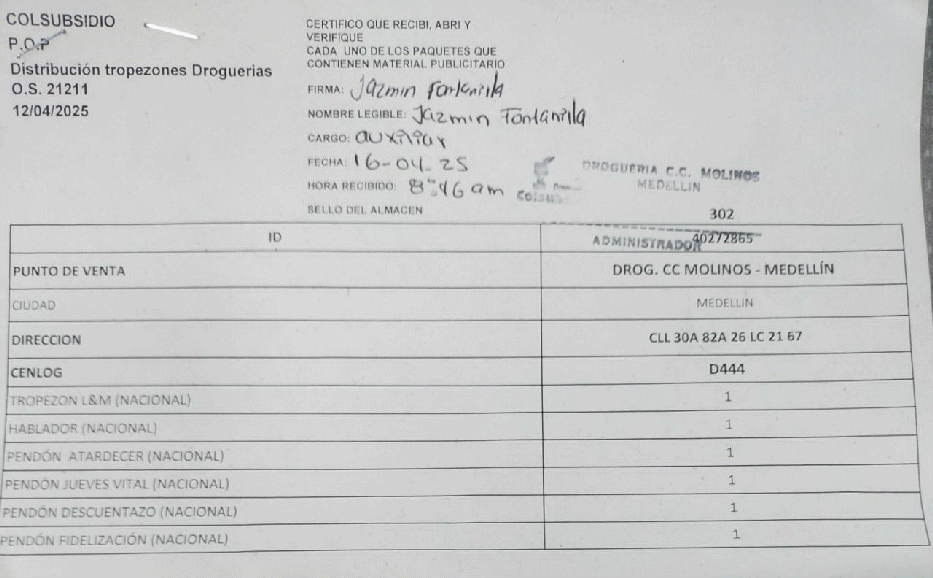 COLSUBSIDIO
P.O.P
Distribución tropezones Droguerias
O.S. 21211
12/04/2025
CERTIFICO QUE RECIBI, ABRI Y
VERIFIQUE
CADA UNO DE LOS PAQUETES QUE
CONTIENEN MATERIAL PUBLICITARIO
FIRMA: Jazmin Fontanilla
NOMBRE LEGIBLE: Jazmin Fontanilla
CARGO: auxiliar
FECHA: 16-04-25
HORA RECIBIDO: 8:46 am
SELLO DEL ALMACEN
DROGUERIA C.C. MOLINOS
MEDELLIN
302
ADMINISTRADOR
ID 40272865
PUNTO DE VENTA DROG. CC MOLINOS - MEDELLÍN
CIUDAD MEDELLIN
DIRECCION CLL 30A 82A 26 LC 21 67
CENLOG D444
TROPEZON L&M (NACIONAL) 1
HABLADOR (NACIONAL) 1
PENDÓN ATARDECER (NACIONAL) 1
PENDÓN JUEVES VITAL (NACIONAL) 1
PENDÓN DESCUENTAZO (NACIONAL) 1
PENDÓN FIDELIZACIÓN (NACIONAL) 1